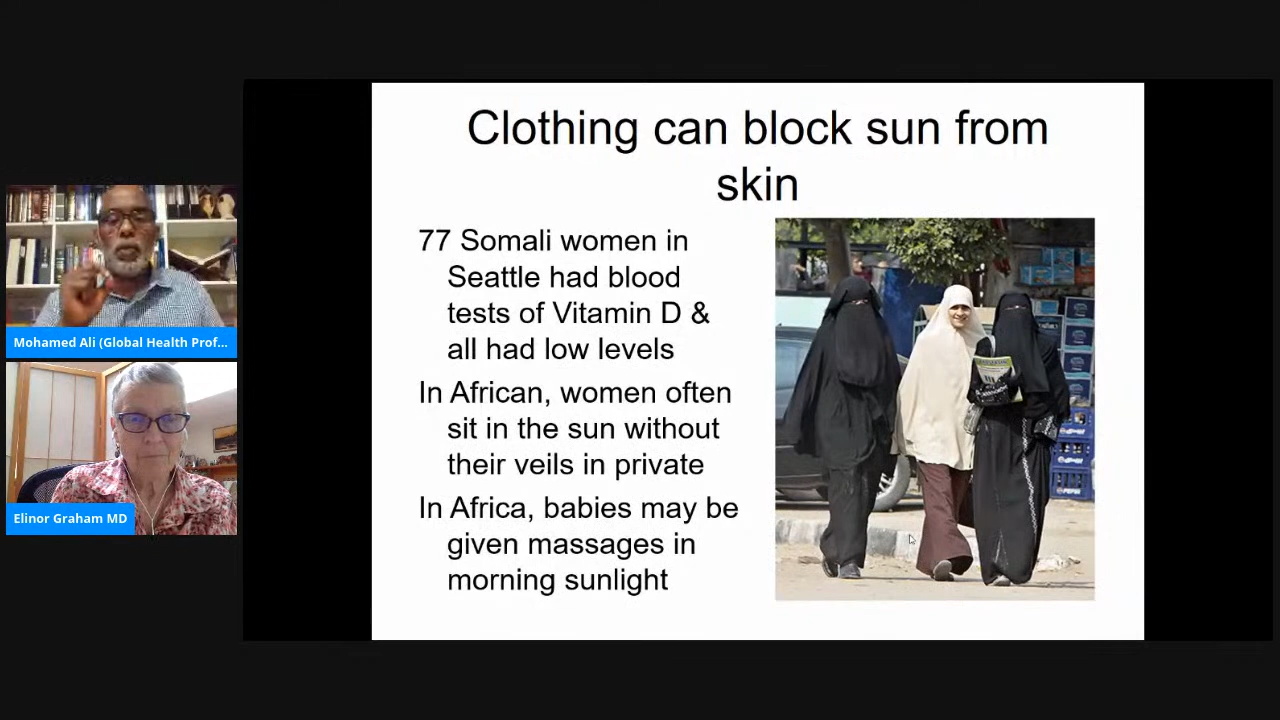 Clothing can block sun from
skin
77 Somali women in
Seattle had blood
tests of Vitamin D &
all had low levels
In African, women often
sit in the sun without
their veils in private
In Africa, babies may be
given massages in
morning sunlight
Mohamed Ali (Global Health Prof...
Elinor Graham MD
PEPSI